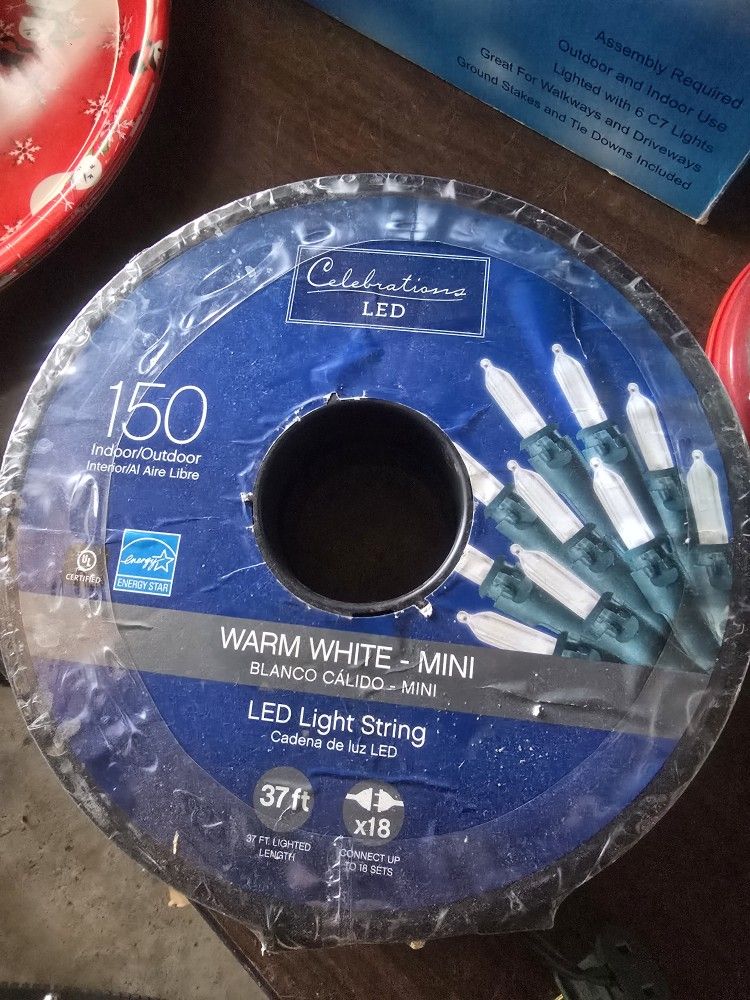 Assembly Required
Outdoor and Indoor Use
Lighted with 6 C7 Lights
Great For Walkways and Driveways
Ground Stakes and Tie Downs Included
Celebrations
LED
150
Indoor/Outdoor
Interior/Al Aire Libre
UL
CERTIFIED
energy
ENERGY STAR
WARM WHITE - MINI
BLANCO CÁLIDO - MINI
LED Light String
Cadena de luz LED
37ft
x18
37 FT. LIGHTED
LENGTH
CONNECT UP
TO 18 SETS